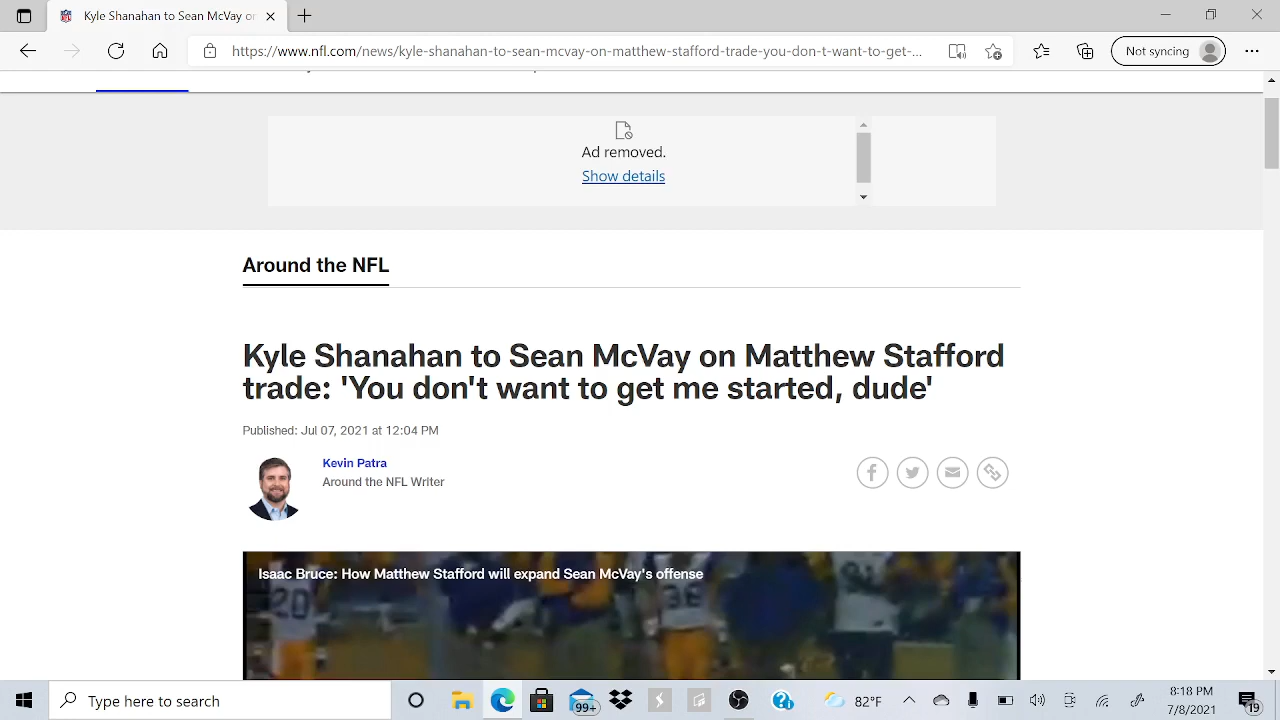 Kyle Shanahan to Sean McVay or
https://www.nfl.com/news/kyle-shanahan-to-sean-mcvay-on-matthew-stafford-trade-you-don-t-want-to-get-...
Not syncing
Ad removed.
Show details
Around the NFL
Kyle Shanahan to Sean McVay on Matthew Stafford
trade: 'You don't want to get me started, dude'
Published: Jul 07, 2021 at 12:04 PM
Kevin Patra
Around the NFL Writer
Isaac Bruce: How Matthew Stafford will expand Sean McVay's offense
20
36
Type here to search
99+
82°F
8:18 PM
7/8/2021
19